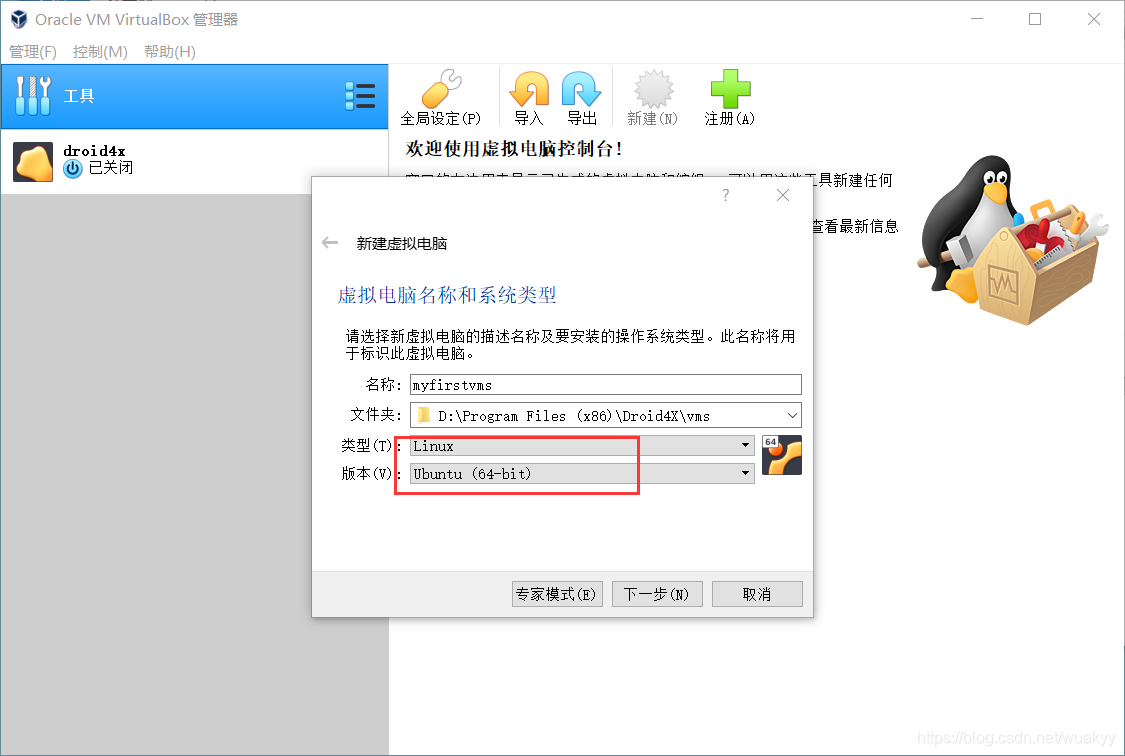 Oracle VM VirtualBox 管理器
管理(F) 控制(M) 帮助(H)
工具
全局设定(P) 导入 导出 新建(N) 注册(A)
droid4x
已关闭
欢迎使用虚拟电脑控制台!
具新建任何
查看最新信息
?
新建虚拟电脑
虚拟电脑名称和系统类型
请选择新虚拟电脑的描述名称及要安装的操作系统类型。此名称将用
于标识此虚拟电脑。
名称: myfirstvms
文件夹: D:\Program Files (x86)\Droid4X\vms
类型(T): Linux
64
版本(V): Ubuntu (64-bit)
专家模式(E) 下一步(N) 取消
https://blog.csdn.net/wuakyy